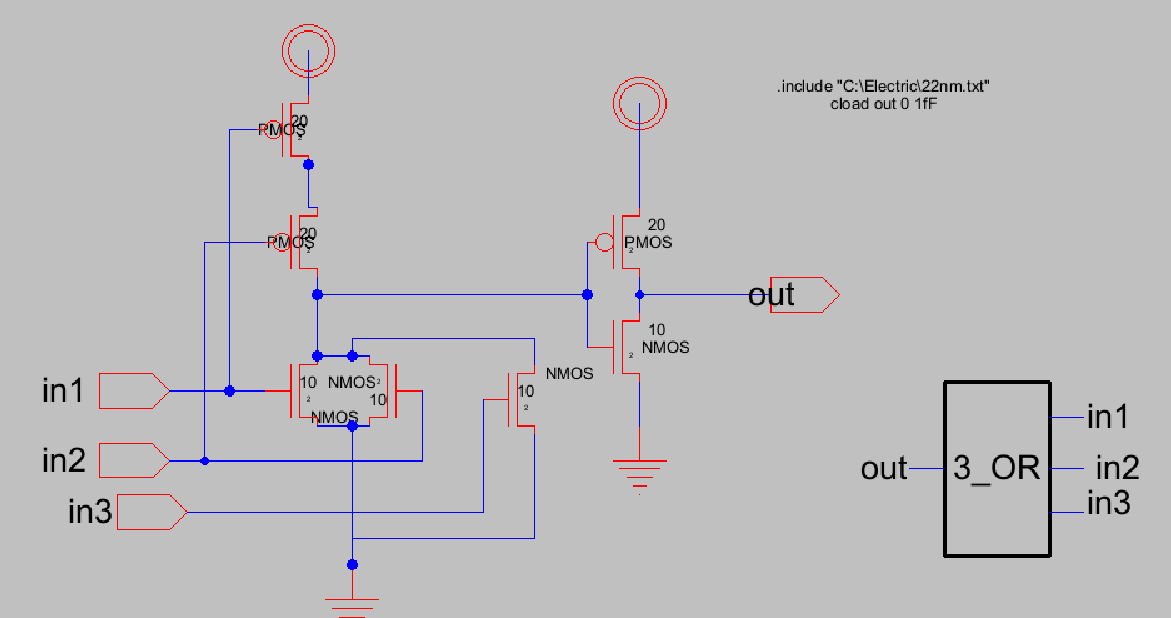 .include "C:\Electric\22nm.txt"
cload out 0 1fF
20
PMOS
2
20
PMOS
2
20
PMOS
2
out
10
NMOS
2
NMOS
10
2
in1
10
2
NMOS
2
10
NMOS
in2
in3
out
3_OR
in1
in2
in3